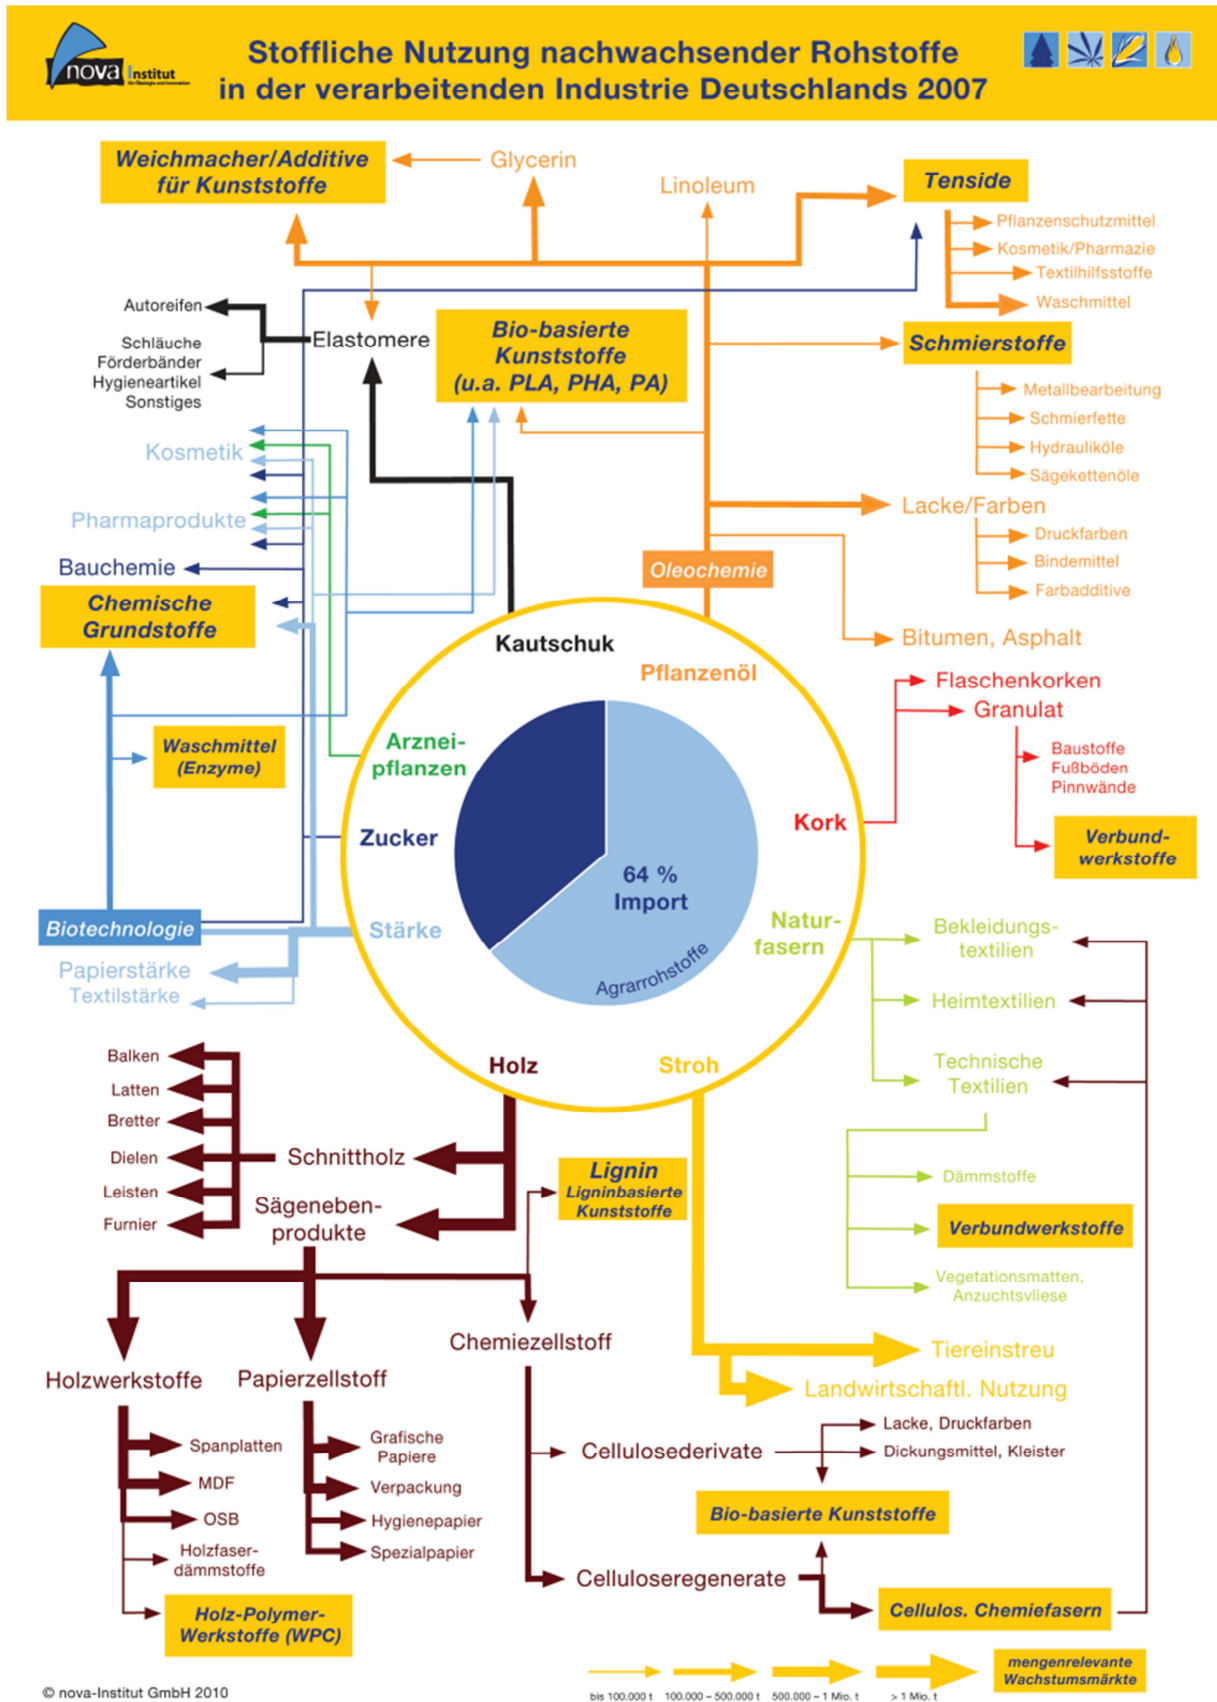 nova Institut
für Ökologie und Innovation
Stoffliche Nutzung nachwachsender Rohstoffe
in der verarbeitenden Industrie Deutschlands 2007
Weichmacher/Additive
für Kunststoffe
Glycerin
Linoleum
Tenside
Pflanzenschutzmittel
Kosmetik/Pharmazie
Textilhilfsstoffe
Waschmittel
Autoreifen
Schläuche
Förderbänder
Hygieneartikel
Sonstiges
Elastomere
Bio-basierte
Kunststoffe
(u.a. PLA, PHA, PA)
Schmierstoffe
Metallbearbeitung
Schmierfette
Hydrauliköle
Sägekettenöle
Kosmetik
Pharmaprodukte
Bauchemie
Chemische
Grundstoffe
Lacke/Farben
Druckfarben
Bindemittel
Farbadditive
Oleochemie
Bitumen, Asphalt
Kautschuk
Pflanzenöl
Flaschenkorken
Granulat
Baustoffe
Fußböden
Pinnwände
Verbund-
werkstoffe
Waschmittel
(Enzyme)
Arznei-
pflanzen
Zucker
Kork
64 %
Import
Agrarrohstoffe
Biotechnologie
Stärke
Papierstärke
Textilstärke
Natur-
fasern
Bekleidungs-
textilien
Heimtextilien
Technische
Textilien
Dämmstoffe
Verbundwerkstoffe
Vegetationsmatten,
Anzuchtsvliese
Holz
Stroh
Balken
Latten
Bretter
Dielen
Leisten
Furnier
Schnittholz
Sägeneben-
produkte
Lignin
Ligninbasierte
Kunststoffe
Chemiezellstoff
Tiereinstreu
Landwirtschaftl. Nutzung
Holzwerkstoffe
Papierzellstoff
Spanplatten
MDF
OSB
Holzfaser-
dämmstoffe
Holz-Polymer-
Werkstoffe (WPC)
Grafische
Papiere
Verpackung
Hygienepapier
Spezialpapier
Cellulosederivate
Lacke, Druckfarben
Dickungsmittel, Kleister
Bio-basierte Kunststoffe
Celluloseregenerate
Cellulos. Chemiefasern
© nova-Institut GmbH 2010
bis 100.000 t
100.000 – 500.000 t
500.000 – 1 Mio. t
> 1 Mio. t
mengenrelevante
Wachstumsmärkte